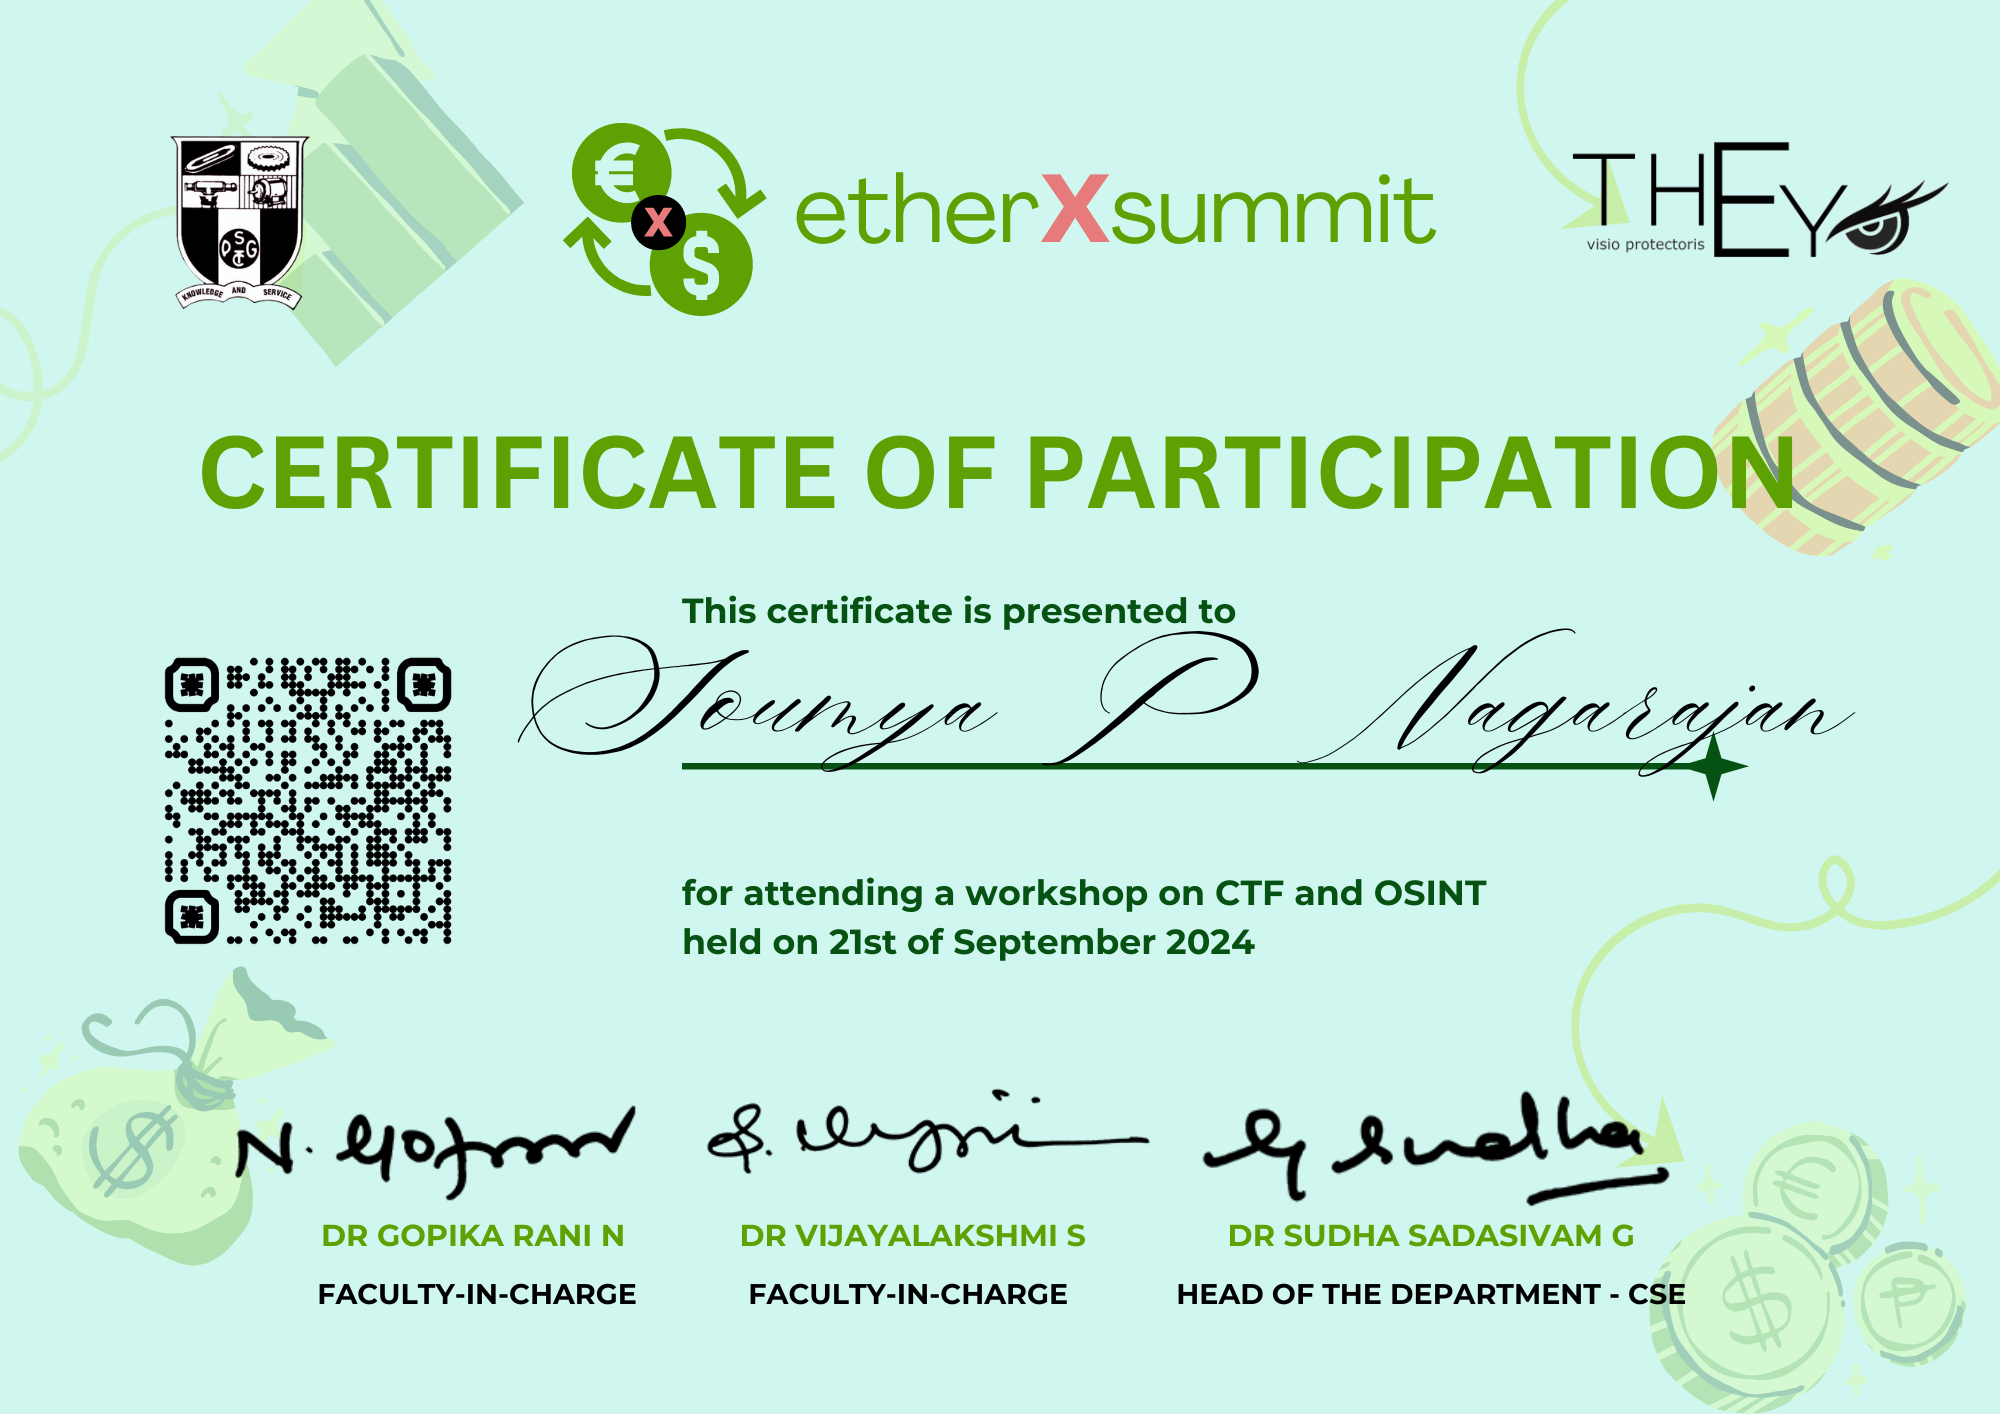 PSG
CT
KNOWLEDGE AND SERVICE
€
X
$
etherXsummit
THEY
visio protectoris
CERTIFICATE OF PARTICIPATION
This certificate is presented to
Soumya P Nagarajan
for attending a workshop on CTF and OSINT
held on 21st of September 2024
N. Gopika
S. Vijayalakshmi
G Sudha
DR GOPIKA RANI N
DR VIJAYALAKSHMI S
DR SUDHA SADASIVAM G
FACULTY-IN-CHARGE
FACULTY-IN-CHARGE
HEAD OF THE DEPARTMENT - CSE